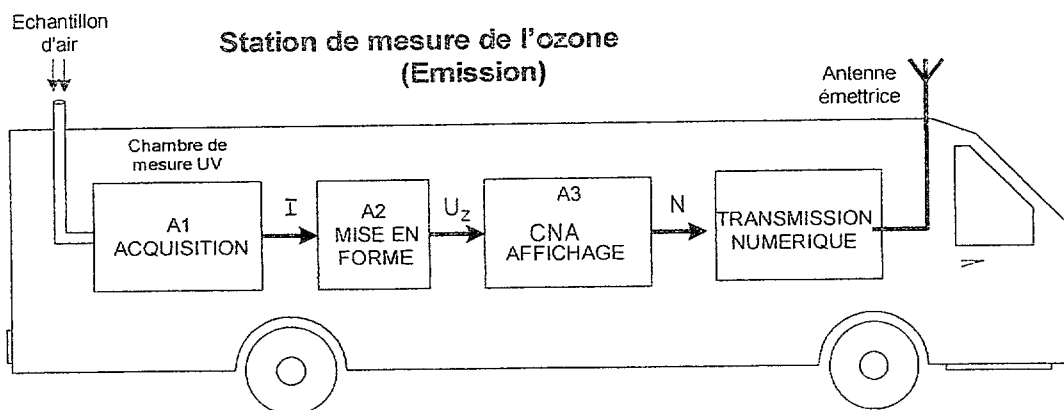 Echantillon
d'air
Station de mesure de l'ozone
(Emission)
Antenne
émettrice
Chambre de
mesure UV
A1
ACQUISITION
I
A2
MISE EN
FORME
Uz
A3
CNA
AFFICHAGE
N
TRANSMISSION
NUMERIQUE